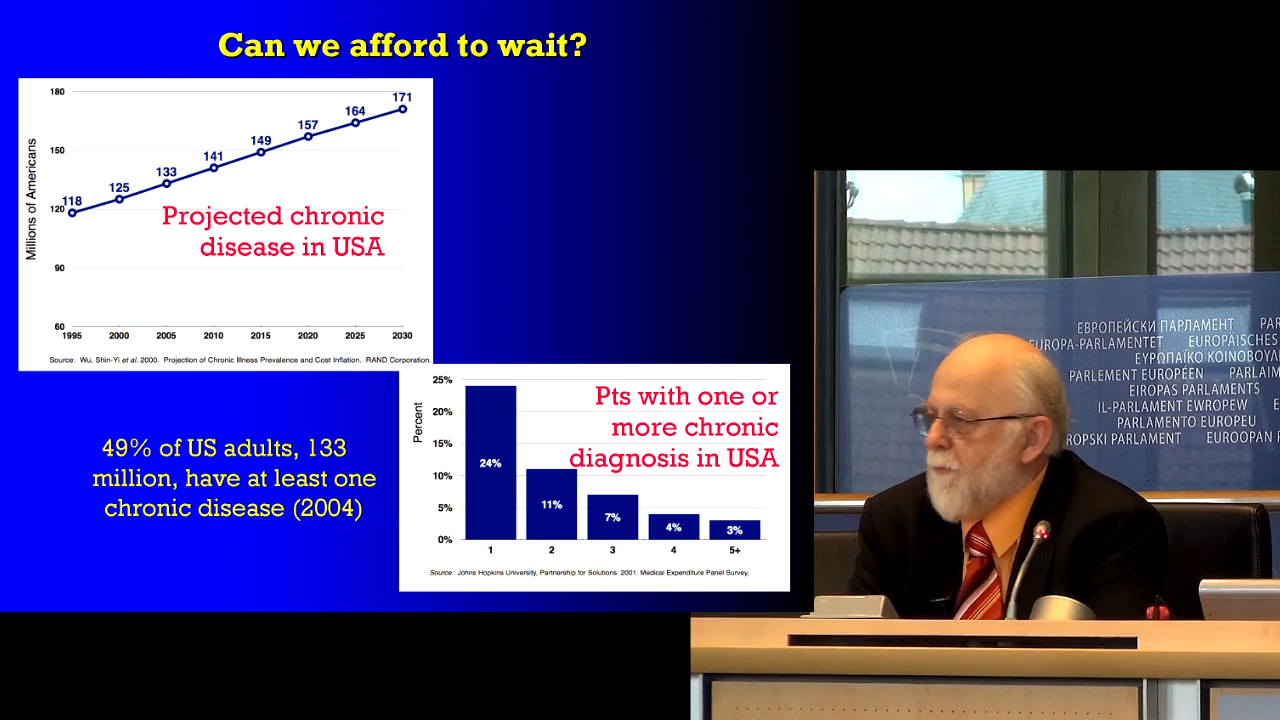 Can we afford to wait?
180
150
120
90
60
Millions of Americans
118
125
133
141
149
157
164
171
Projected chronic
disease in USA
1995 2000 2005 2010 2015 2020 2025 2030
Source: Wu, Shin-Yi et al. 2000. Projection of Chronic Illness Prevalence and Cost Inflation. RAND Corporation.
49% of US adults, 133
million, have at least one
chronic disease (2004)
25%
20%
15%
10%
5%
0%
Percent
Pts with one or
more chronic
diagnosis in USA
24%
11%
7%
4%
3%
1 2 3 4 5+
Source: Johns Hopkins University, Partnership for Solutions. 2001. Medical Expenditure Panel Survey,
ЕВРОПЕЙСКИ ПАРЛАМЕНТ PAR
EUROPA-PARLAMENTET EUROPÄISCHES
ΕΥΡΩΠΑΪΚΟ ΚΟΙΝΟΒΟΥΛ
PARLEMENT EUROPÉEN PARLAM
EIROPAS PARLAMENTS
IL-PARLAMENT EWROPEW E
PARLAMENTO EUROPEU
ROPSKI PARLAMENT EUROOPAN